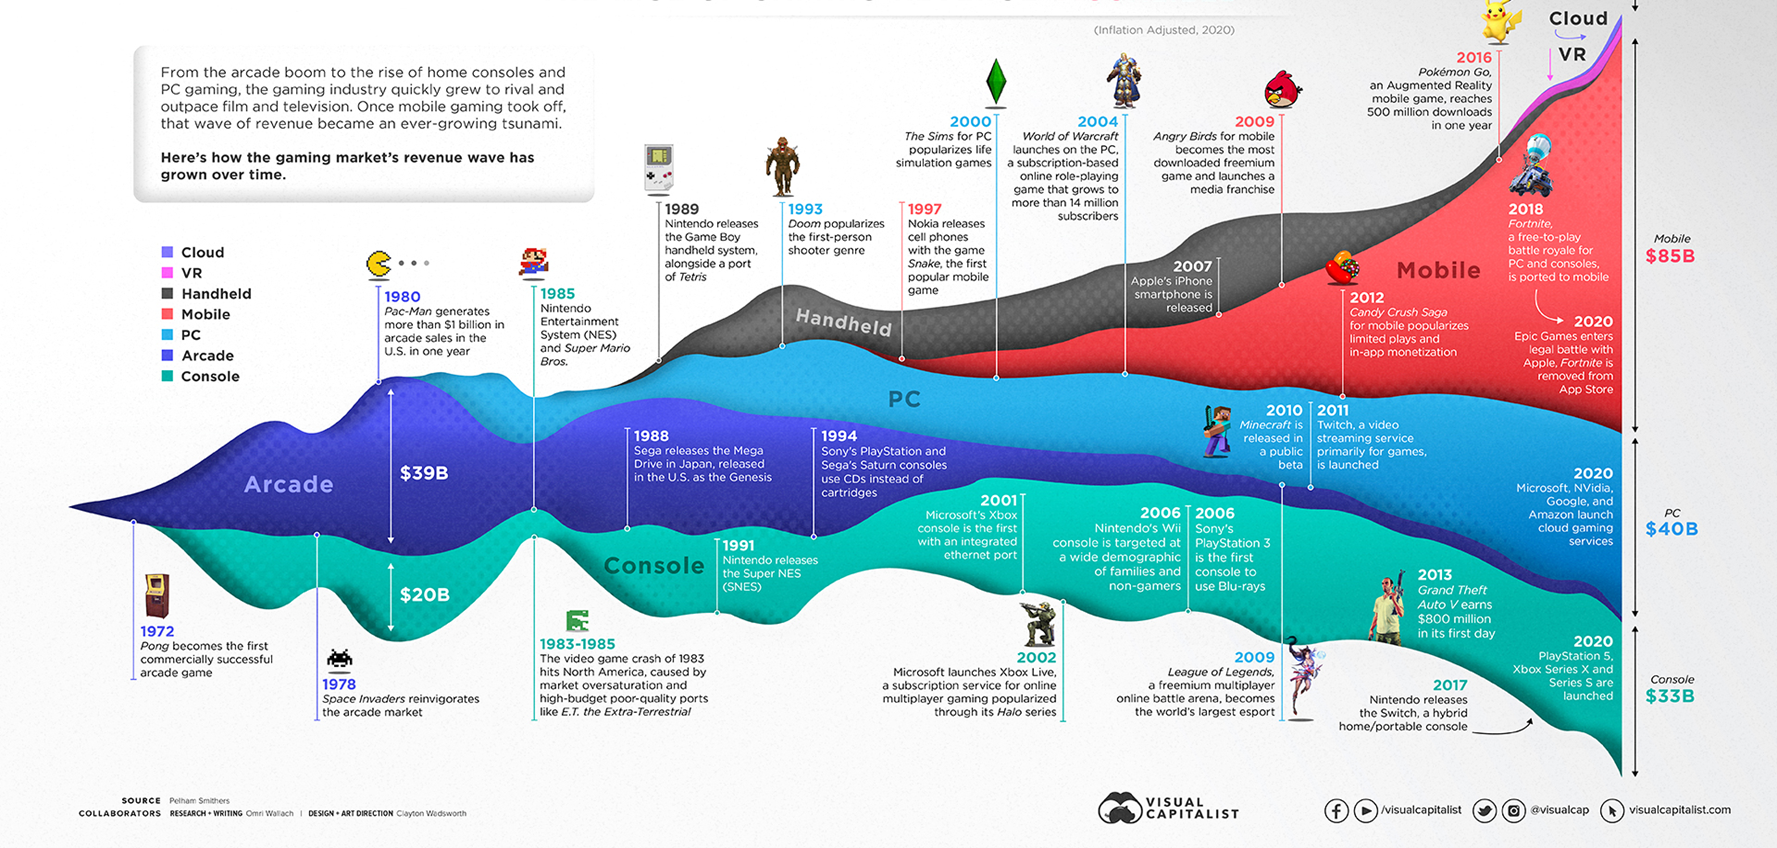 (Inflation Adjusted, 2020)
From the arcade boom to the rise of home consoles and
PC gaming, the gaming industry quickly grew to rival and
outpace film and television. Once mobile gaming took off,
that wave of revenue became an ever-growing tsunami.
Here's how the gaming market's revenue wave has
grown over time.
Cloud
VR
Handheld
Mobile
PC
Arcade
Console
1980
Pac-Man generates
more than $1 billion in
arcade sales in the
U.S. in one year
1985
Nintendo
Entertainment
System (NES)
and Super Mario
Bros.
1989
Nintendo releases
the Game Boy
handheld system,
alongside a port
of Tetris
1993
Doom popularizes
the first-person
shooter genre
1997
Nokia releases
cell phones
with the game
Snake, the first
popular mobile
game
2000
The Sims for PC
popularizes life
simulation games
2004
World of Warcraft
launches on the PC,
a subscription-based
online role-playing
game that grows to
more than 14 million
subscribers
2009
Angry Birds for mobile
becomes the most
downloaded freemium
game and launches a
media franchise
2016
Pokémon Go,
an Augmented Reality
mobile game, reaches
500 million downloads
in one year
Cloud
VR
2007
Apple's iPhone
smartphone is
released
2012
Candy Crush Saga
for mobile popularizes
limited plays and
in-app monetization
Mobile
2018
Fortnite,
a free-to-play
battle royale for
PC and consoles,
is ported to mobile
2020
Epic Games enters
legal battle with
Apple, Fortnite is
removed from
App Store
Mobile
$85B
Handheld
PC
Arcade
$39B
$20B
Console
1988
Sega releases the Mega
Drive in Japan, released
in the U.S. as the Genesis
1994
Sony's PlayStation and
Sega's Saturn consoles
use CDs instead of
cartridges
1991
Nintendo releases
the Super NES
(SNES)
2001
Microsoft's Xbox
console is the first
with an integrated
ethernet port
2006
Nintendo's Wii
console is targeted at
a wide demographic
of families and
non-gamers
2006
Sony's
PlayStation 3
is the first
console to
use Blu-rays
2010
Minecraft is
released in
a public
beta
2011
Twitch, a video
streaming service
primarily for games,
is launched
2020
Microsoft, NVidia,
Google, and
Amazon launch
cloud gaming
services
PC
$40B
2013
Grand Theft
Auto V earns
$800 million
in its first day
2020
PlayStation 5,
Xbox Series X and
Series S are
launched
Console
$33B
1972
Pong becomes the first
commercially successful
arcade game
1978
Space Invaders reinvigorates
the arcade market
1983-1985
The video game crash of 1983
hits North America, caused by
market oversaturation and
high-budget poor-quality ports
like E.T. the Extra-Terrestrial
2002
Microsoft launches Xbox Live,
a subscription service for online
multiplayer gaming popularized
through its Halo series
2009
League of Legends,
a freemium multiplayer
online battle arena, becomes
the world's largest esport
2017
Nintendo releases
the Switch, a hybrid
home/portable console
SOURCE Pelham Smithers
COLLABORATORS RESEARCH + WRITING Omri Wallach | DESIGN + ART DIRECTION Clayton Wadsworth
VISUAL
CAPITALIST
/visualcapitalist @visualcap visualcapitalist.com